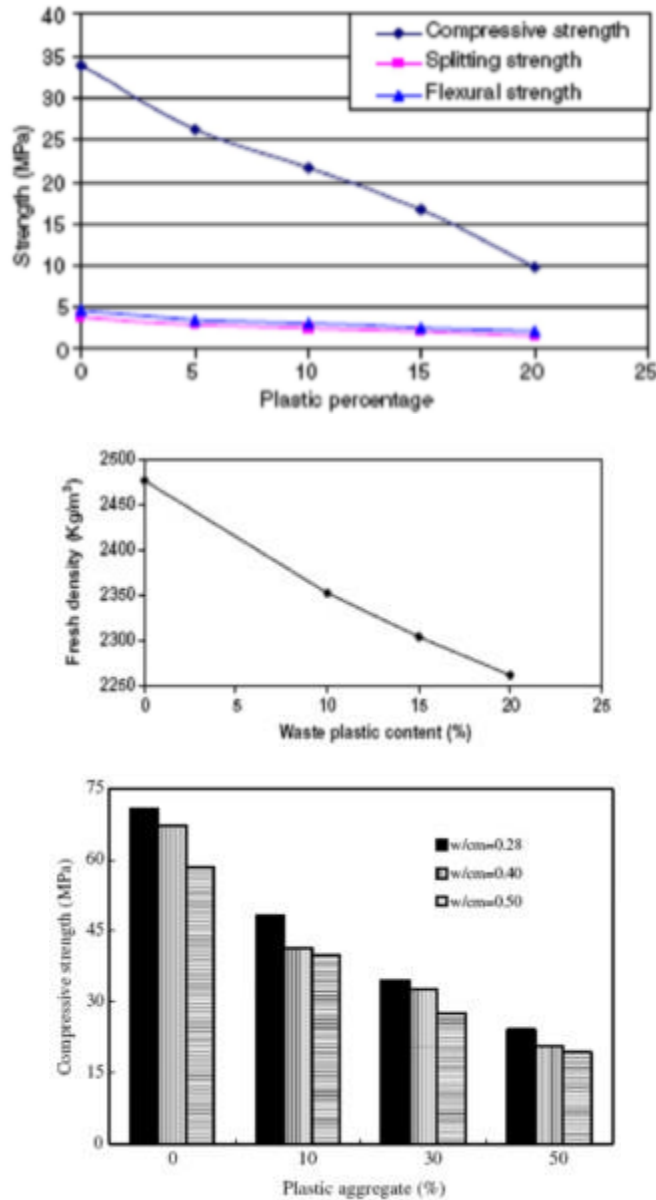 40
35
30
25
20
15
10
5
0
Strength (MPa)
Compressive strength
Splitting strength
Flexural strength
0 5 10 15 20 25
Plastic percentage
2500
2450
2400
2350
2300
2250
Fresh density (Kg/m³)
0 5 10 15 20 25
Waste plastic content (%)
75
60
45
30
15
0
Compressive strength (MPa)
w/cm=0.28
w/cm=0.40
w/cm=0.50
0 10 30 50
Plastic aggregate (%)